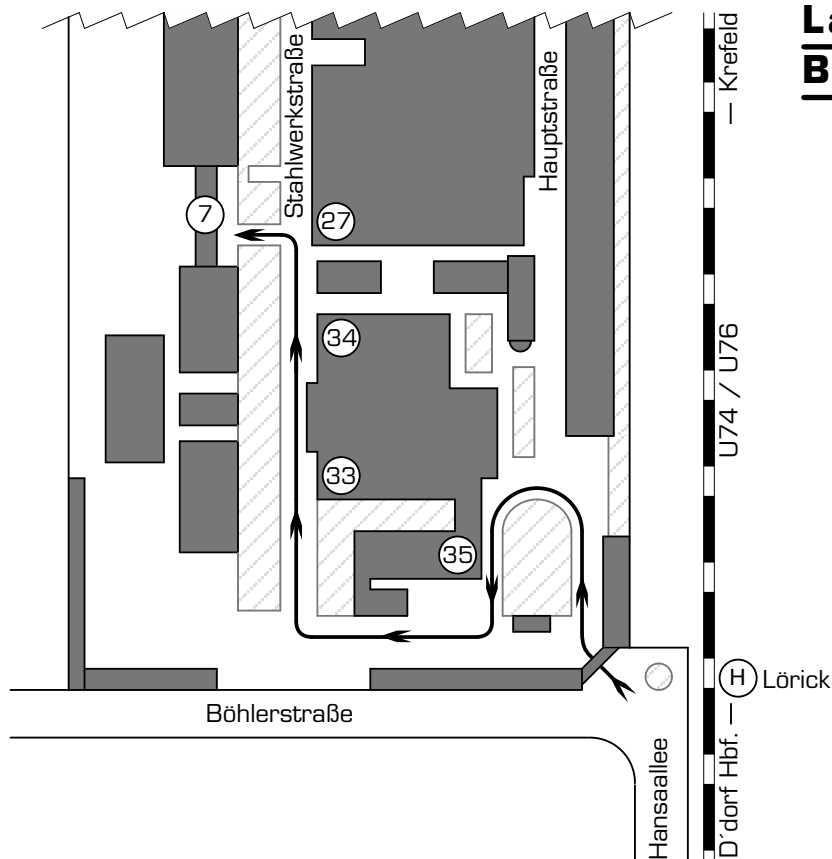 Stahlwerkstraße
Hauptstraße
— Krefeld
7
27
34
33
35
U74 / U76
H Lörick
Böhlerstraße
Hansaallee
D´dorf Hbf. —